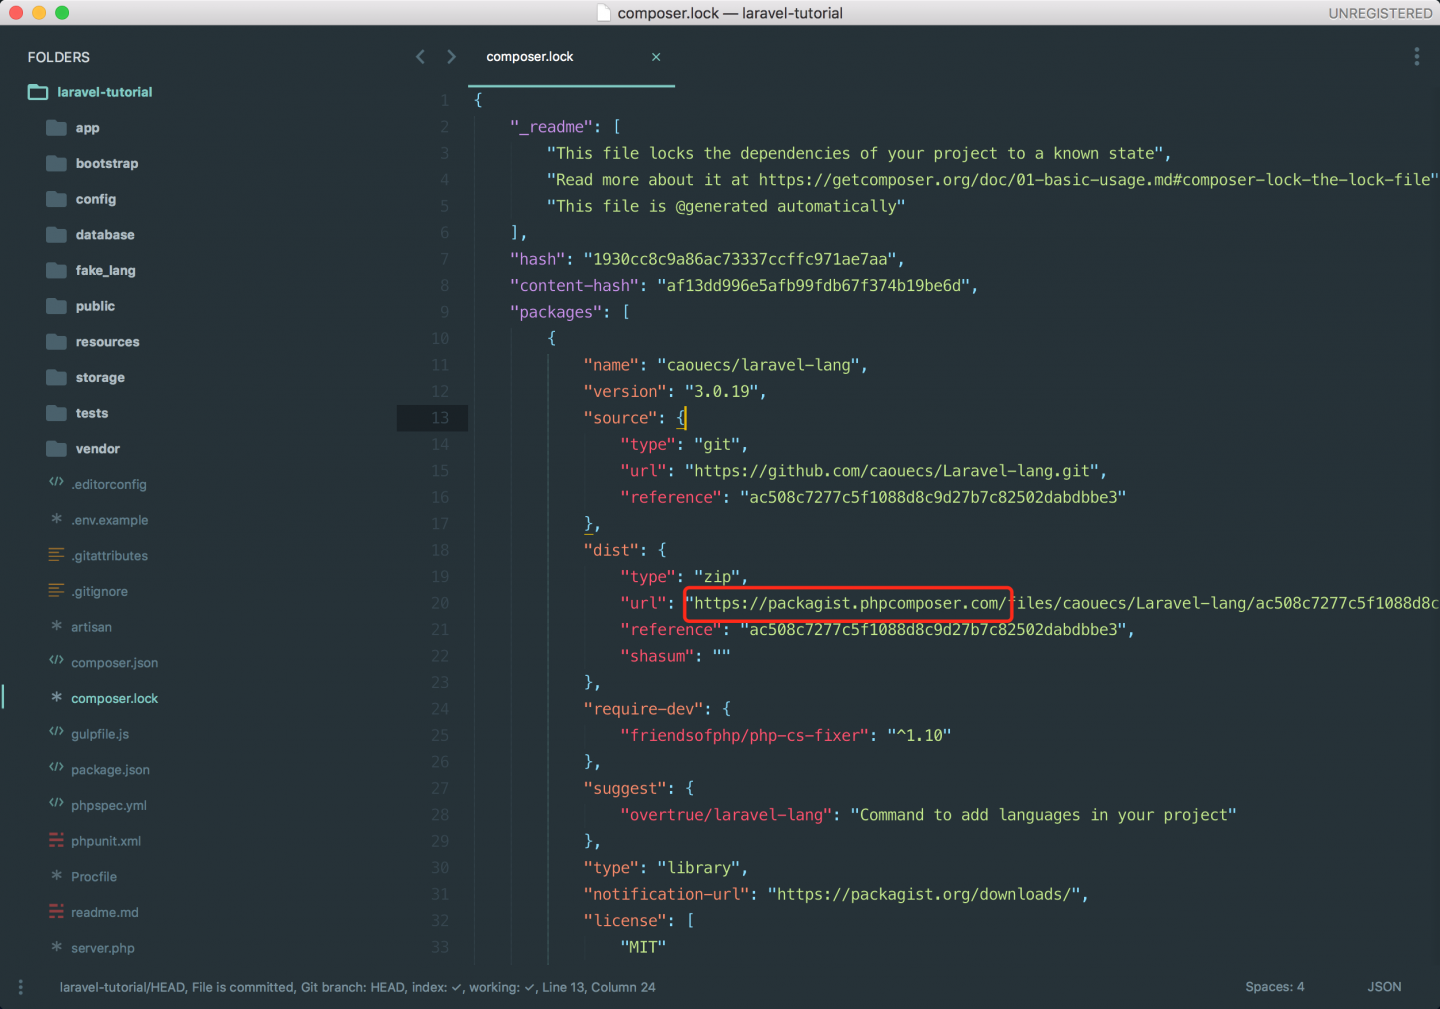 composer.lock — laravel-tutorial
UNREGISTERED
FOLDERS
laravel-tutorial
app
bootstrap
config
database
fake_lang
public
resources
storage
tests
vendor
.editorconfig
.env.example
.gitattributes
.gitignore
artisan
composer.json
composer.lock
gulpfile.js
package.json
phpspec.yml
phpunit.xml
Procfile
readme.md
server.php
composer.lock
1 {
2 "_readme": [
3 "This file locks the dependencies of your project to a known state",
4 "Read more about it at https://getcomposer.org/doc/01-basic-usage.md#composer-lock-the-lock-file"
5 "This file is @generated automatically"
6 ],
7 "hash": "1930cc8c9a86ac73337ccffc971ae7aa",
8 "content-hash": "af13dd996e5afb99fdb67f374b19be6d",
9 "packages": [
10 {
11 "name": "caouecs/laravel-lang",
12 "version": "3.0.19",
13 "source": {
14 "type": "git",
15 "url": "https://github.com/caouecs/Laravel-lang.git",
16 "reference": "ac508c7277c5f1088d8c9d27b7c82502dabdbbe3"
17 },
18 "dist": {
19 "type": "zip",
20 "url": "https://packagist.phpcomposer.com/files/caouecs/Laravel-lang/ac508c7277c5f1088d8c
21 "reference": "ac508c7277c5f1088d8c9d27b7c82502dabdbbe3",
22 "shasum": ""
23 },
24 "require-dev": {
25 "friendsofphp/php-cs-fixer": "^1.10"
26 },
27 "suggest": {
28 "overtrue/laravel-lang": "Command to add languages in your project"
29 },
30 "type": "library",
31 "notification-url": "https://packagist.org/downloads/",
32 "license": [
33 "MIT"
laravel-tutorial/HEAD, File is committed, Git branch: HEAD, index: ✓, working: ✓, Line 13, Column 24
Spaces: 4
JSON